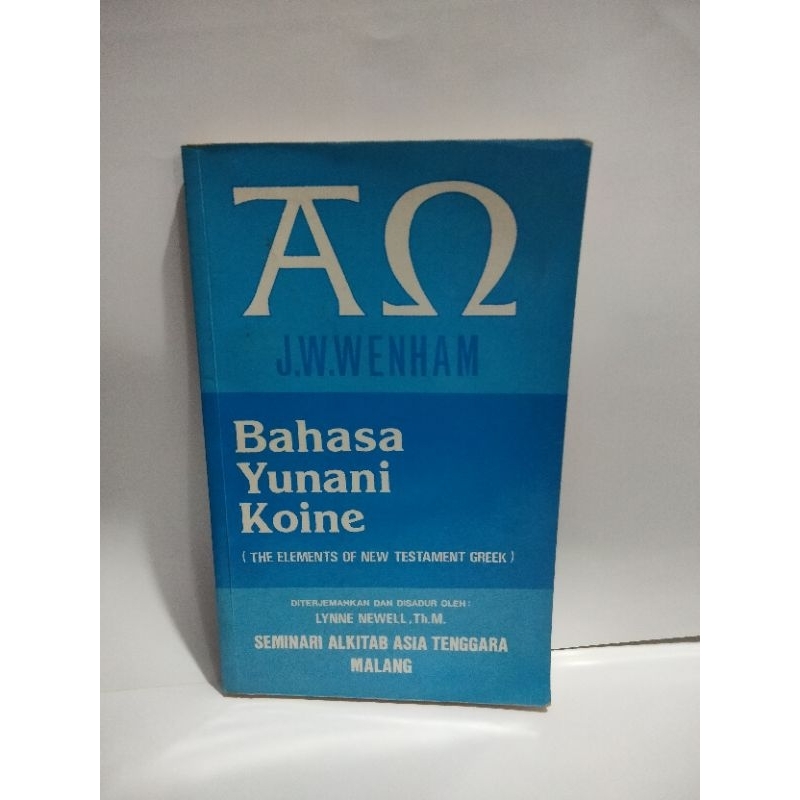 ΑΩ
J.W.WENHAM
Bahasa
Yunani
Koine
( THE ELEMENTS OF NEW TESTAMENT GREEK )
DITERJEMAHKAN DAN DISADUR OLEH :
LYNNE NEWELL, Th.M.
SEMINARI ALKITAB ASIA TENGGARA
MALANG